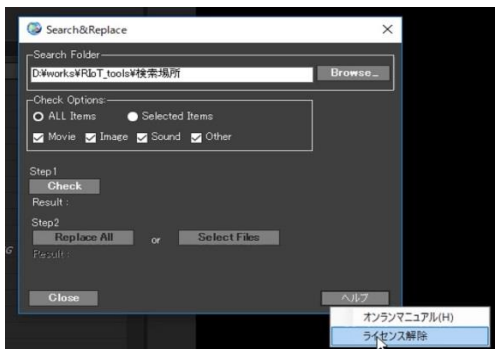 Search&Replace
Search Folder
D:¥works¥RIoT_tools¥検索場所
Browse...
Check Options:
ALL Items
Selected Items
Movie
Image
Sound
Other
Step1
Check
Result :
Step2
Replace All
or
Select Files
Result :
G
Close
ヘルプ
オンランマニュアル(H)
ライセンス解除